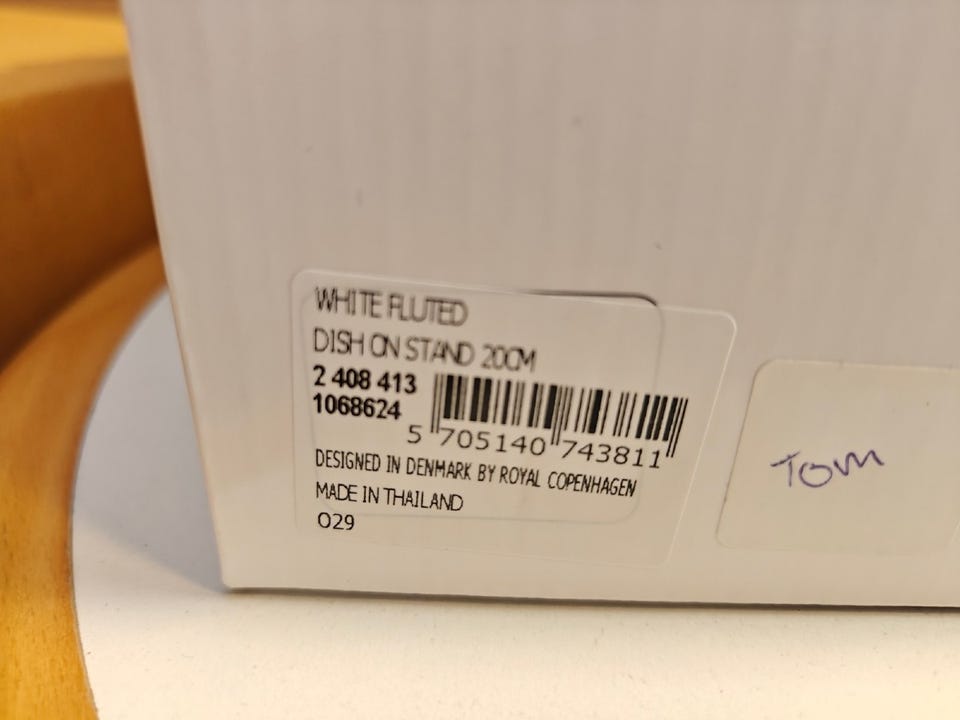 WHITE FLUTED
DISH ON STAND 20CM
2 408 413
1068624
5 705140 743811
DESIGNED IN DENMARK BY ROYAL COPENHAGEN
MADE IN THAILAND
029
Tom